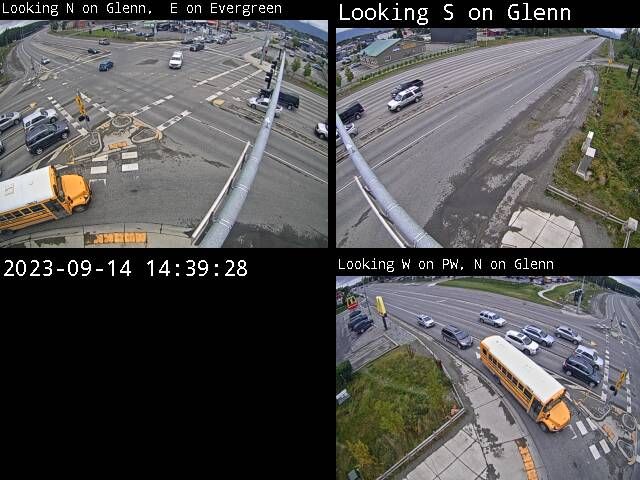 Looking N on Glenn,  E on Evergreen
Looking S on Glenn
2023-09-14 14:39:28
Looking W on PW, N on Glenn